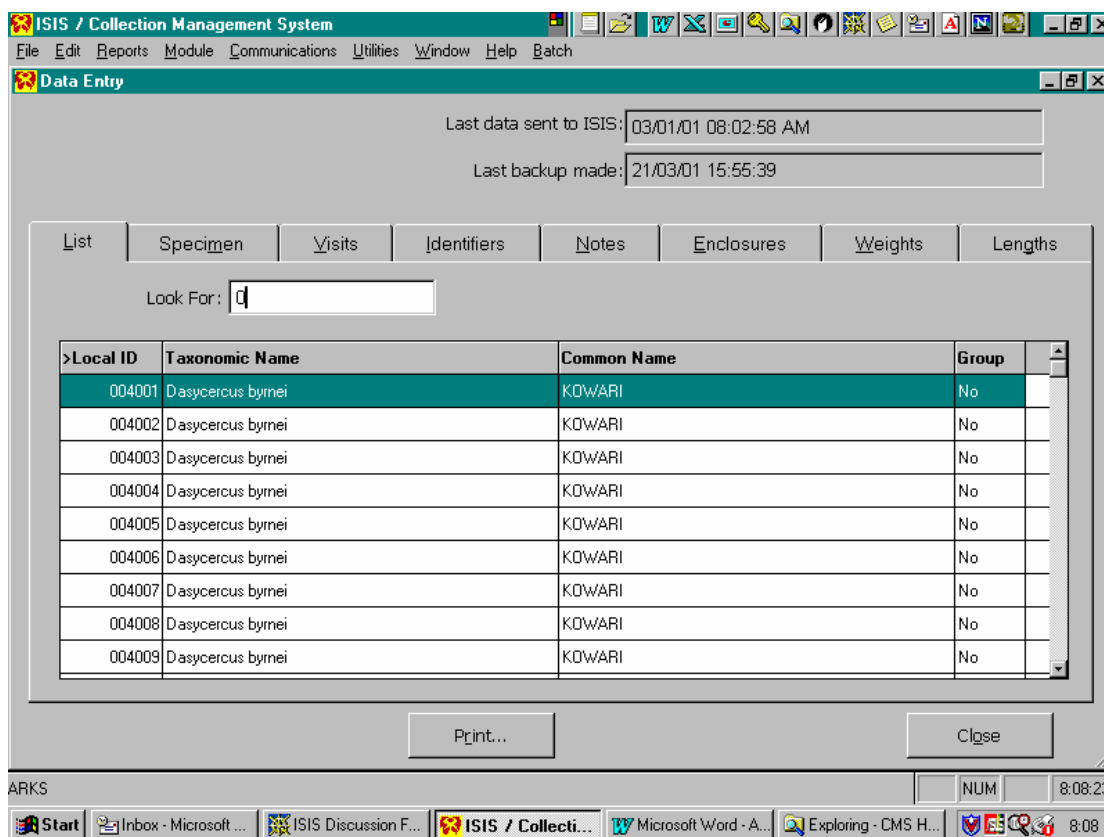 ISIS / Collection Management System
File Edit Reports Module Communications Utilities Window Help Batch
Data Entry
Last data sent to ISIS: 03/01/01 08:02:58 AM
Last backup made: 21/03/01 15:55:39
List Specimen Visits Identifiers Notes Enclosures Weights Lengths
Look For: 0
>Local ID Taxonomic Name Common Name Group
004001 Dasycercus byrnei KOWARI No
004002 Dasycercus byrnei KOWARI No
004003 Dasycercus byrnei KOWARI No
004004 Dasycercus byrnei KOWARI No
004005 Dasycercus byrnei KOWARI No
004006 Dasycercus byrnei KOWARI No
004007 Dasycercus byrnei KOWARI No
004008 Dasycercus byrnei KOWARI No
004009 Dasycercus byrnei KOWARI No
Print... Close
ARKS NUM 8:08:2
Start Inbox - Microsoft ... ISIS Discussion F... ISIS / Collecti... Microsoft Word - A... Exploring - CMS H... 8:08